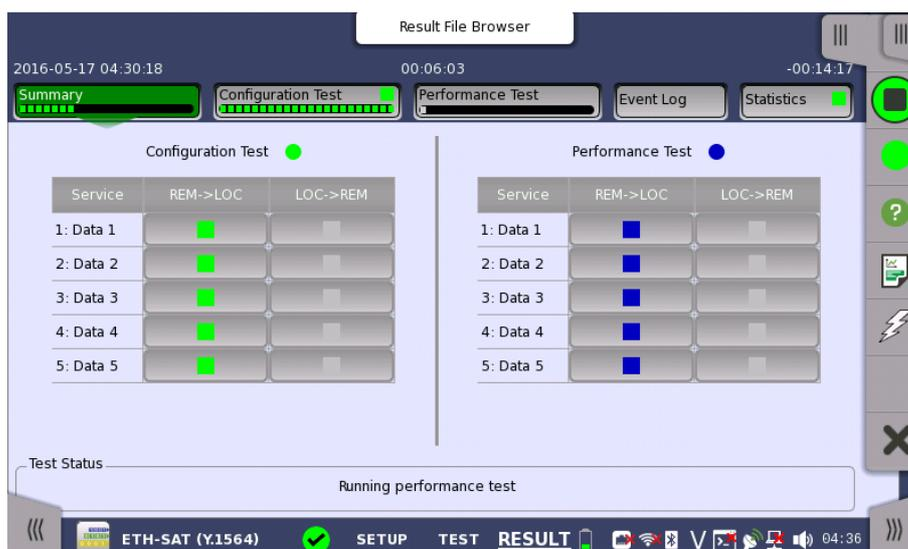 Result File Browser
2016-05-17 04:30:18 00:06:03 -00:14:17
Summary Configuration Test Performance Test Event Log Statistics
Configuration Test
Service REM->LOC LOC->REM
1: Data 1
2: Data 2
3: Data 3
4: Data 4
5: Data 5
Performance Test
Service REM->LOC LOC->REM
1: Data 1
2: Data 2
3: Data 3
4: Data 4
5: Data 5
Test Status
Running performance test
ETH-SAT (Y.1564) SETUP TEST RESULT V 04:36